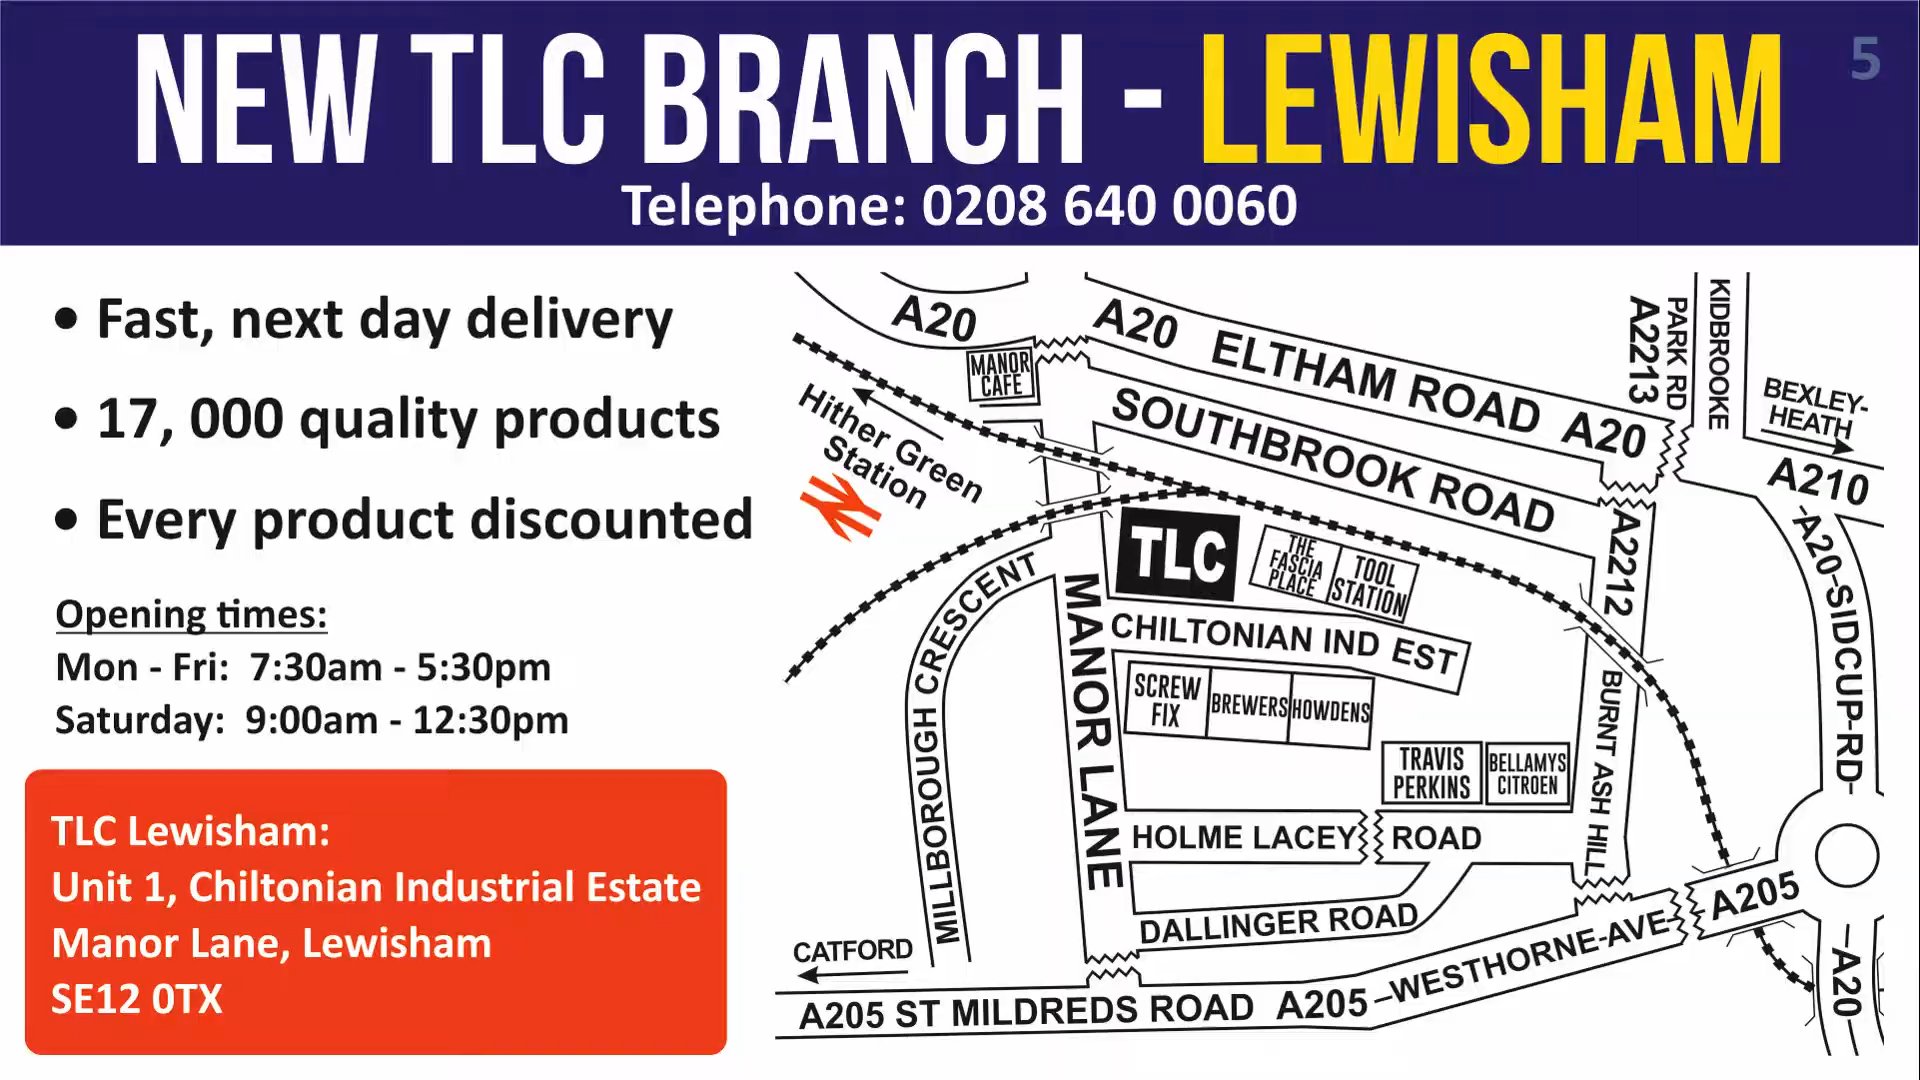 NEW TLC BRANCH - LEWISHAM
5
Telephone: 0208 640 0060
• Fast, next day delivery
• 17, 000 quality products
• Every product discounted
Opening times:
Mon - Fri: 7:30am - 5:30pm
Saturday: 9:00am - 12:30pm
TLC Lewisham:
Unit 1, Chiltonian Industrial Estate
Manor Lane, Lewisham
SE12 0TX
A20
A20 ELTHAM ROAD A20
A2213
PARK RD
KIDBROOKE
BEXLEY-
HEATH
A210
MANOR
CAFE
Hither Green
Station
SOUTHBROOK ROAD
A2212
-A20-SIDCUP-RD-
TLC
THE
FASCIA
PLACE
TOOL
STATION
CHILTONIAN IND EST
MILLBOROUGH CRESCENT
MANOR LANE
SCREW
FIX
BREWERS
HOWDENS
BURNT ASH HILL
TRAVIS
PERKINS
BELLAMYS
CITROEN
HOLME LACEY ROAD
DALLINGER ROAD
CATFORD
A205 ST MILDREDS ROAD A205 -WESTHORNE-AVE-
A205
-A20-